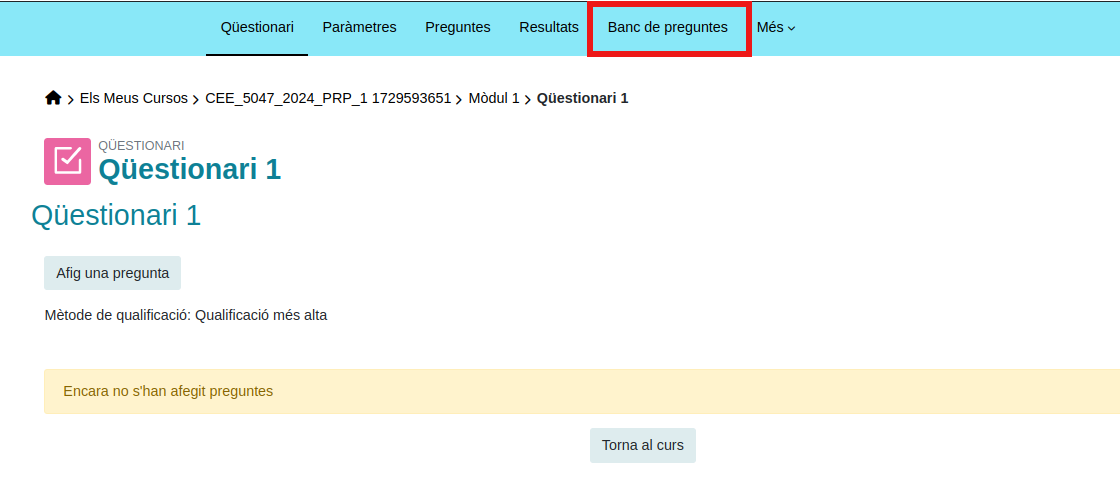 Qüestionari Paràmetres Preguntes Resultats Banc de preguntes Més
Els Meus Cursos CEE_5047_2024_PRP_1 1729593651 Mòdul 1 Qüestionari 1
QÜESTIONARI
Qüestionari 1
Qüestionari 1
Afig una pregunta
Mètode de qualificació: Qualificació més alta
Encara no s'han afegit preguntes
Torna al curs